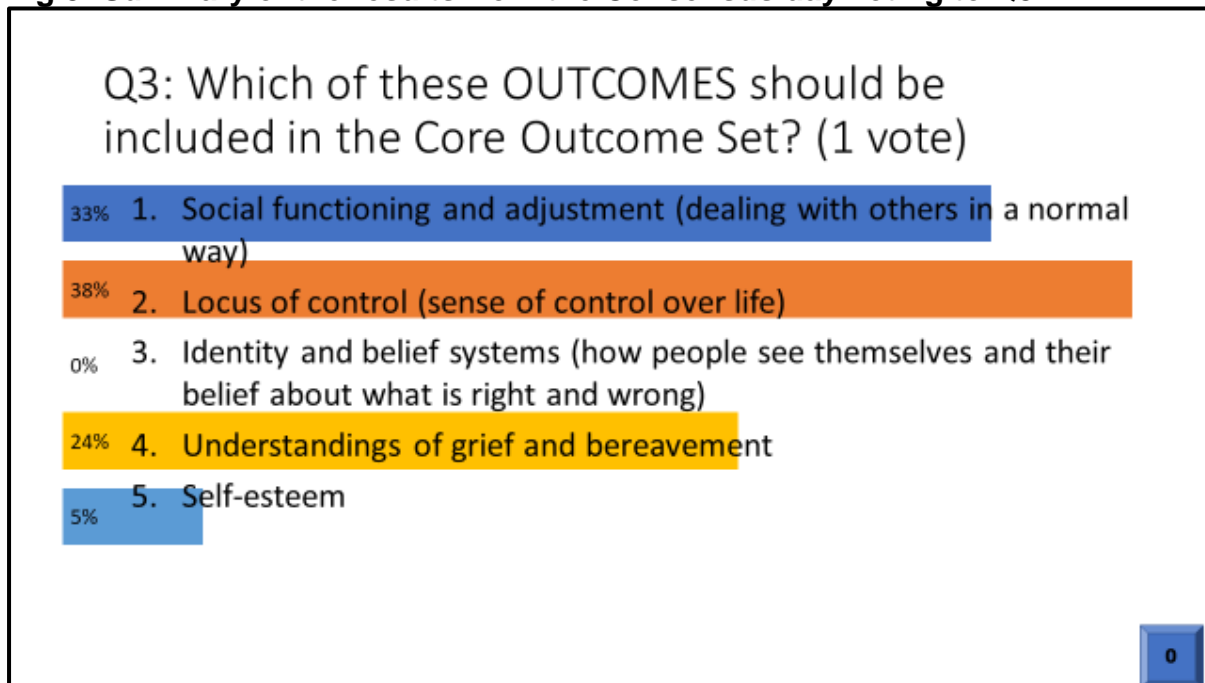 Q3: Which of these OUTCOMES should be
included in the Core Outcome Set? (1 vote)
33% 1. Social functioning and adjustment (dealing with others in a normal
way)
38% 2. Locus of control (sense of control over life)
0% 3. Identity and belief systems (how people see themselves and their
belief about what is right and wrong)
24% 4. Understandings of grief and bereavement
5% 5. Self-esteem
0